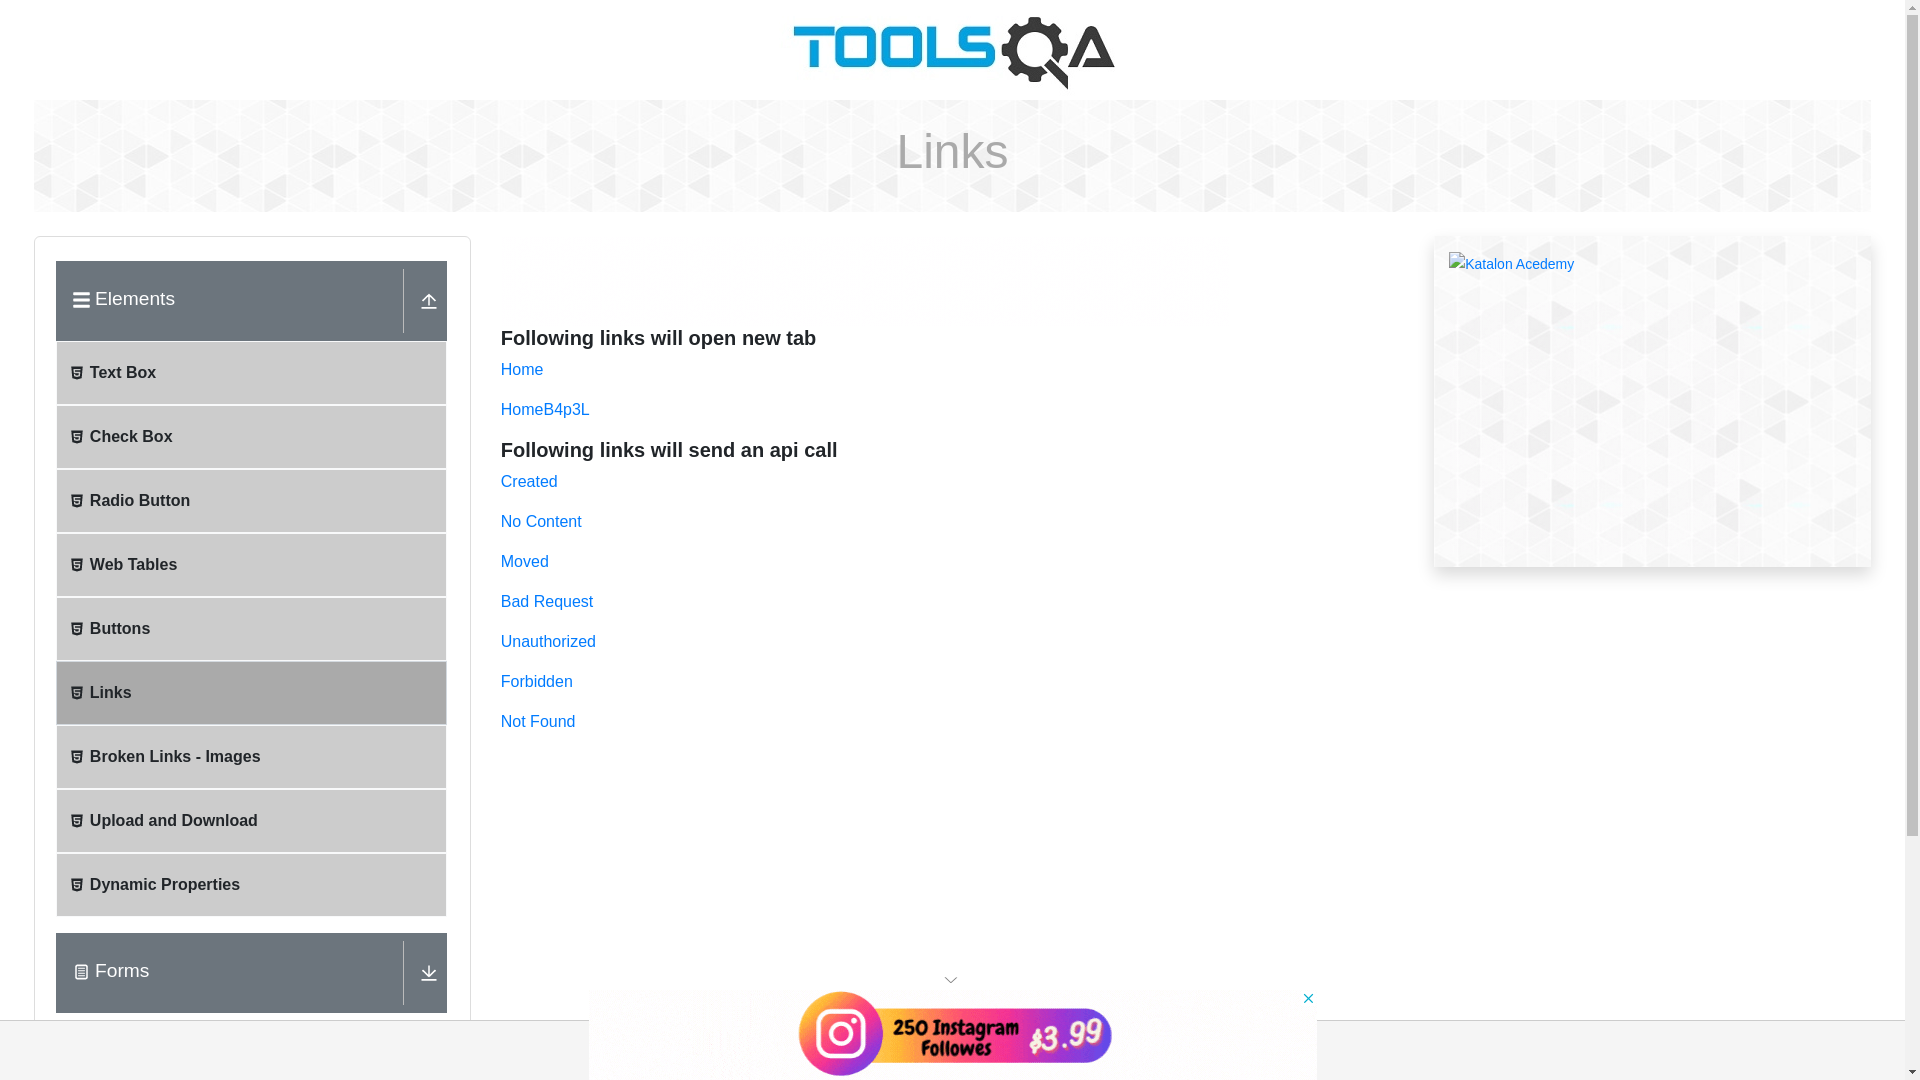 TOOLSQA
Links
Elements
Text Box
Check Box
Radio Button
Web Tables
Buttons
Links
Broken Links - Images
Upload and Download
Dynamic Properties
Forms
Following links will open new tab
Home
HomeB4p3L
Following links will send an api call
Created
No Content
Moved
Bad Request
Unauthorized
Forbidden
Not Found
Katalon Acedemy
250 Instagram
Followes
$3.99